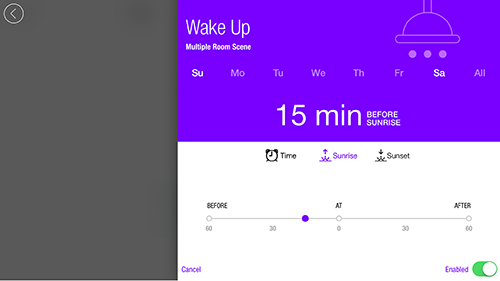 Wake Up
Multiple Room Scene
Su Mo Tu We Th Fr Sa All
15 min BEFORE SUNRISE
Time Sunrise Sunset
BEFORE AT AFTER
60 30 0 30 60
Cancel Enabled